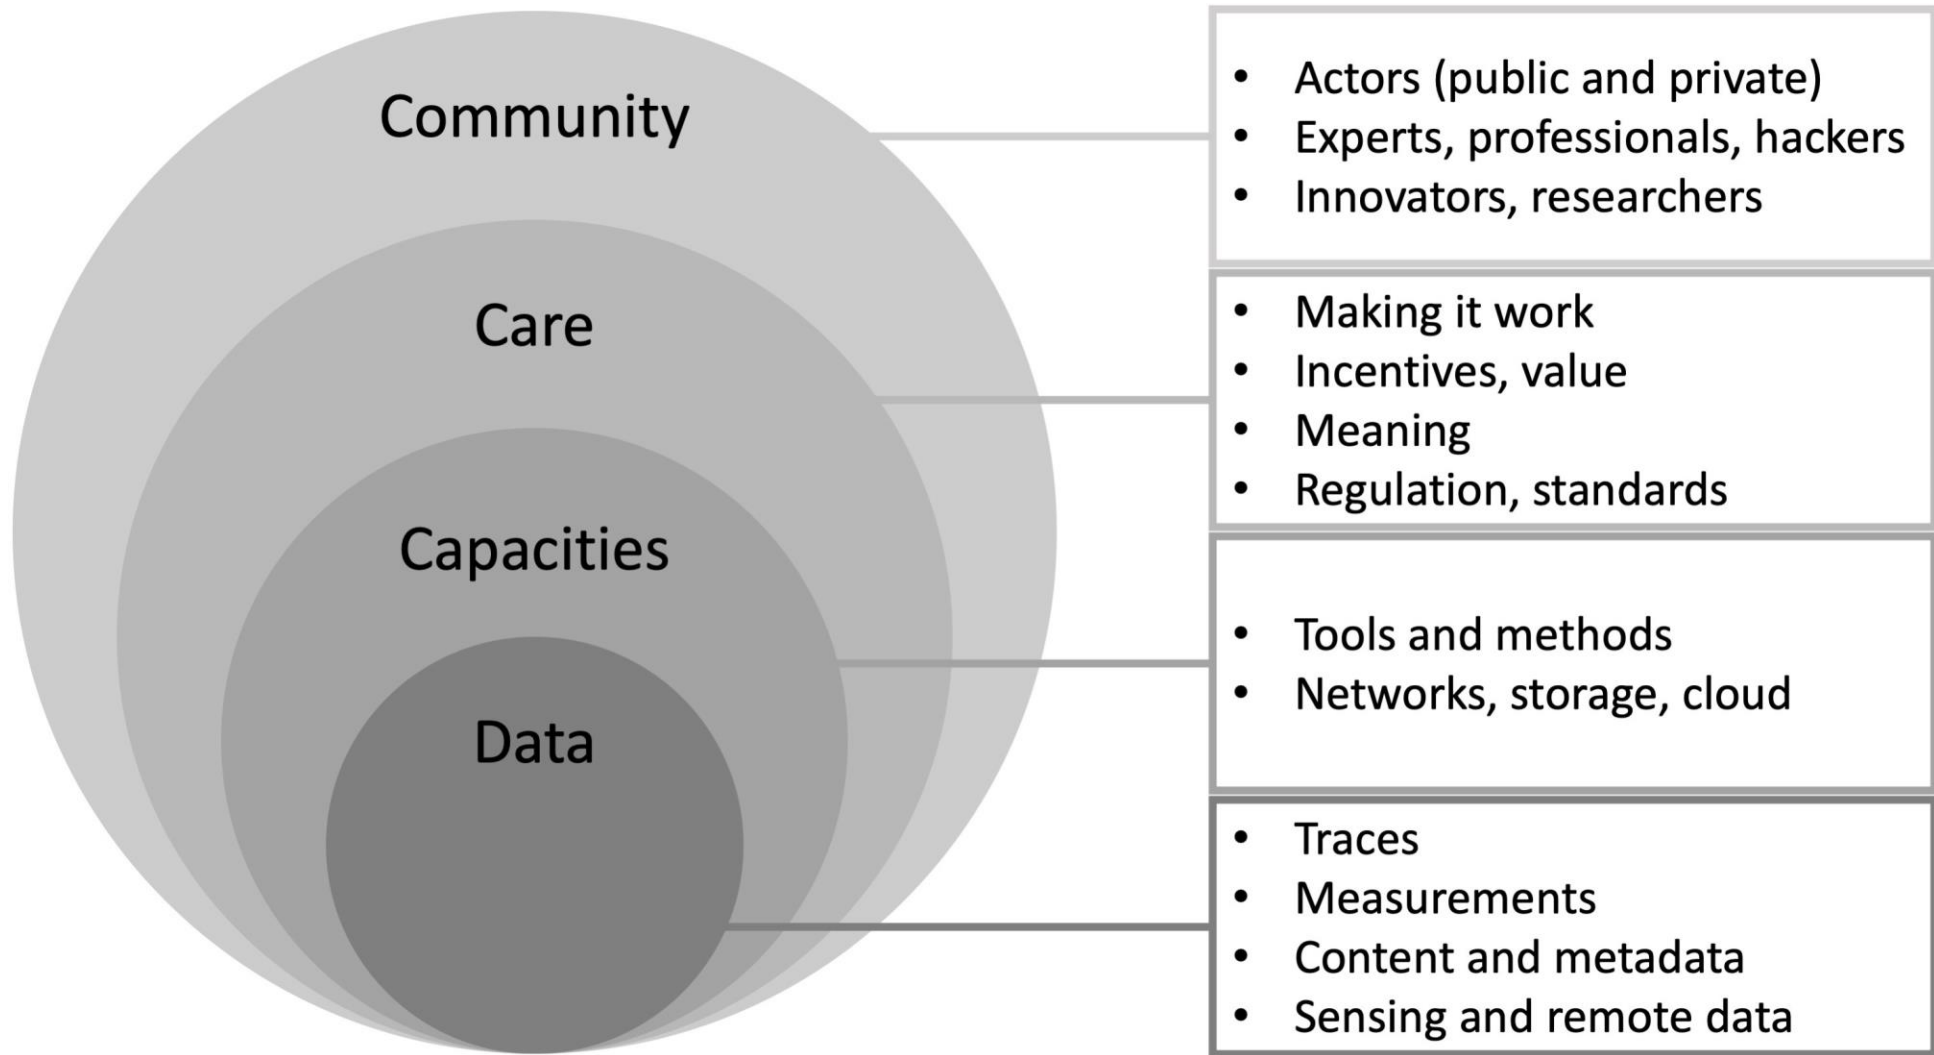 Community
• Actors (public and private)
• Experts, professionals, hackers
• Innovators, researchers
Care
• Making it work
• Incentives, value
• Meaning
• Regulation, standards
Capacities
• Tools and methods
• Networks, storage, cloud
Data
• Traces
• Measurements
• Content and metadata
• Sensing and remote data